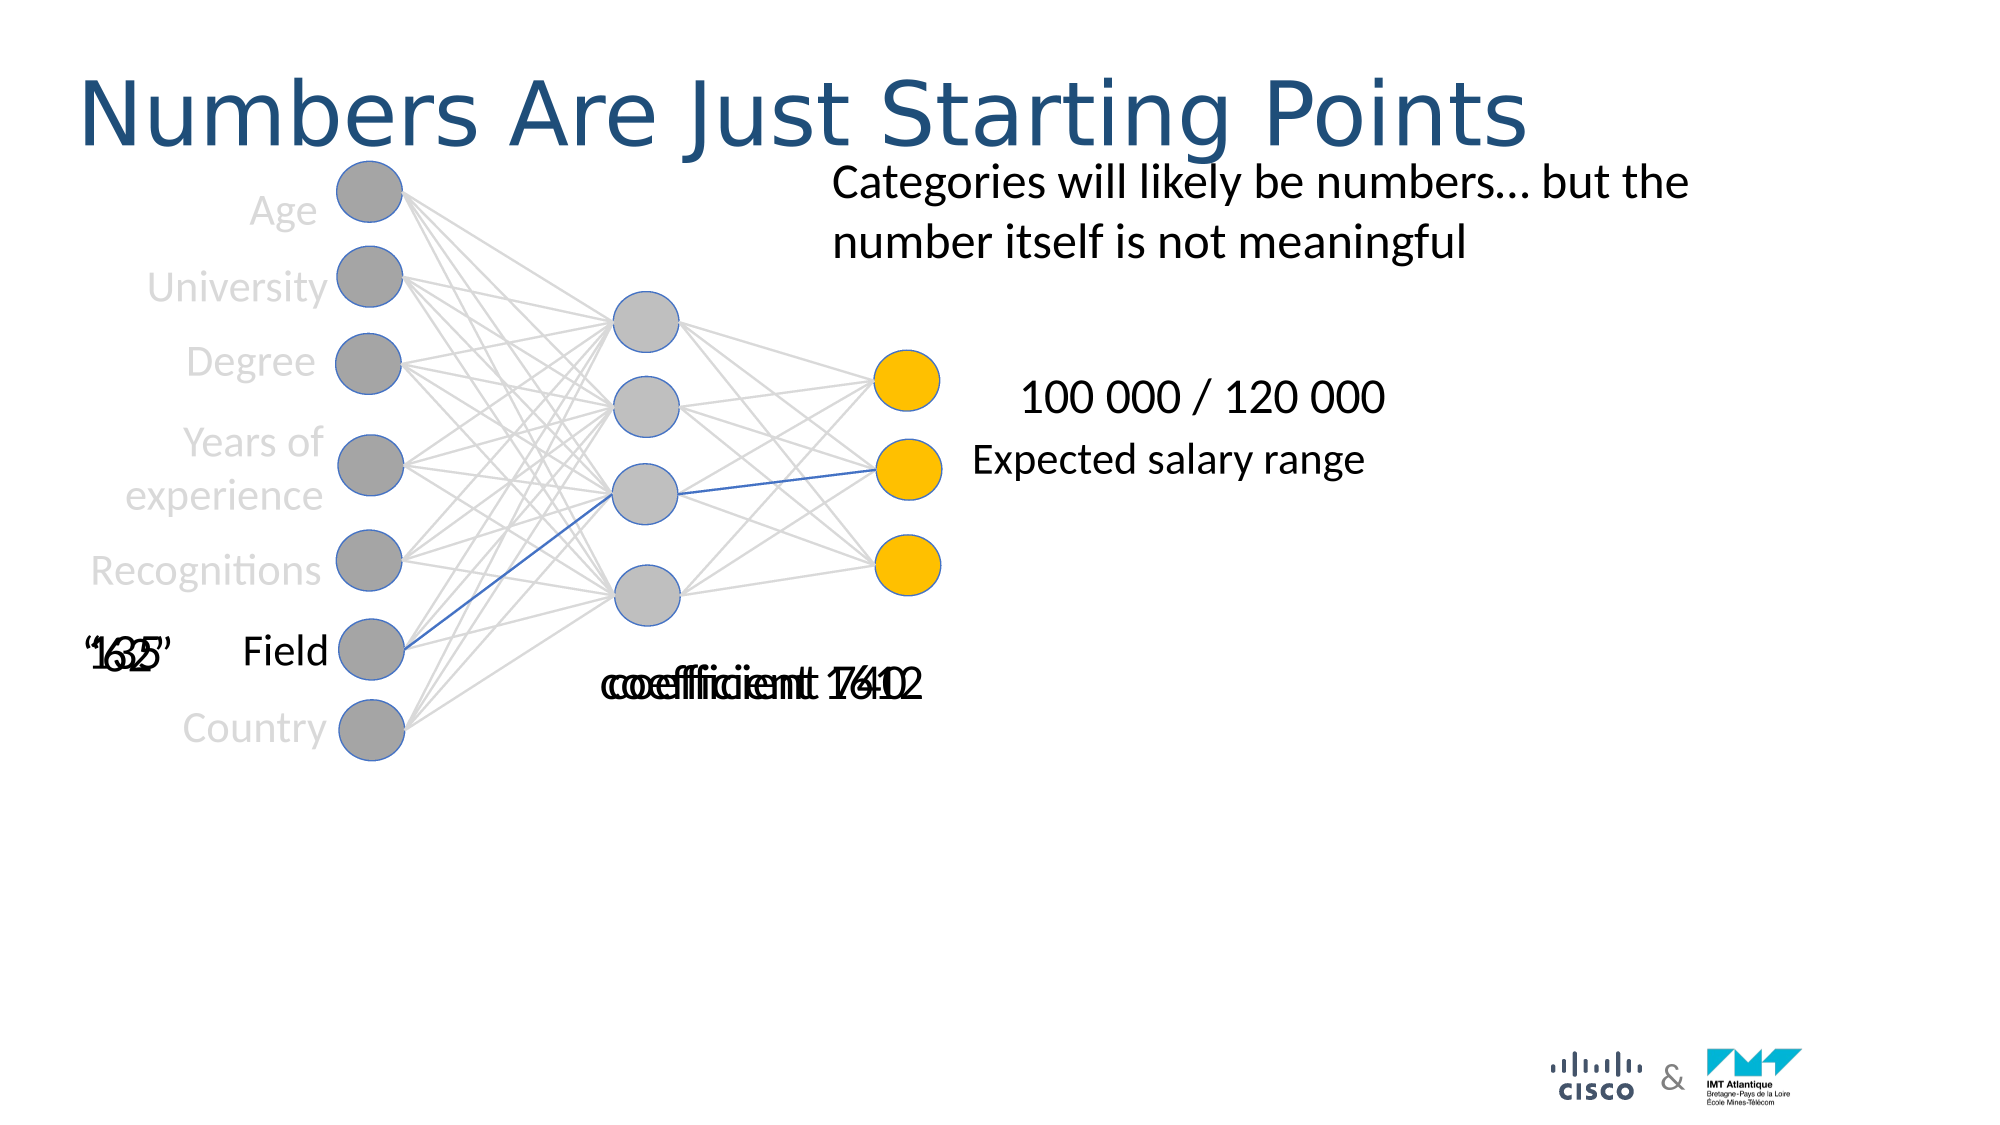 Numbers Are Just Starting Points
Categories will likely be numbers... but the
number itself is not meaningful
Age
University
Degree
100 000 / 120 000
Years of
experience
Expected salary range
Recognitions
Field
coefficient
Country
CISCO
&
IMT Atlantique
Bretagne-Pays de la Loire
École Mines-Télécom